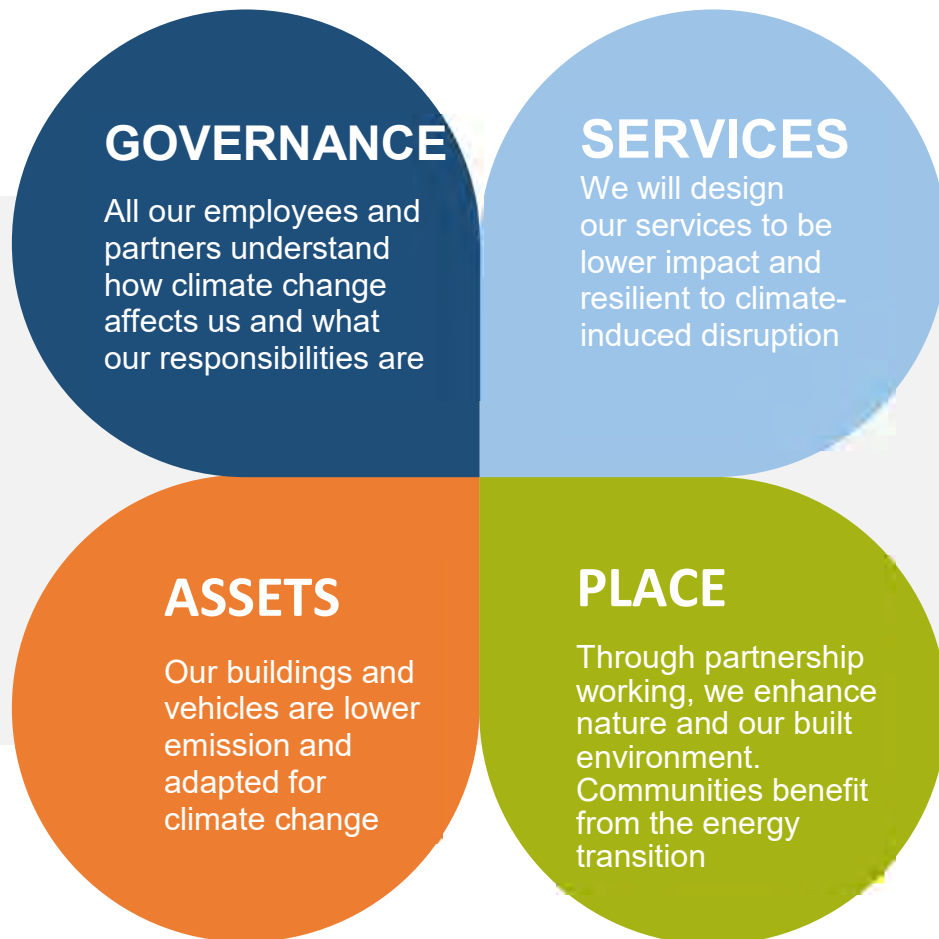 GOVERNANCE
All our employees and
partners understand
how climate change
affects us and what
our responsibilities are
SERVICES
We will design
our services to be
lower impact and
resilient to climate-
induced disruption
ASSETS
Our buildings and
vehicles are lower
emission and
adapted for
climate change
PLACE
Through partnership
working, we enhance
nature and our built
environment.
Communities benefit
from the energy
transition